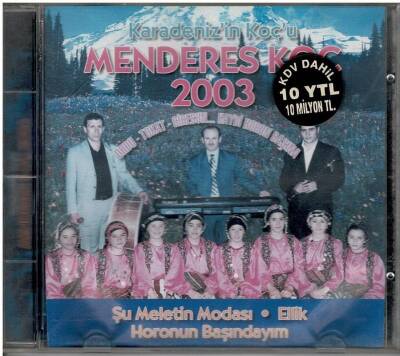 Karadeniz'in Koç'u
MENDERES KOÇ
2003
KDV DAHİL
10 YTL
10 MİLYON TL.
Şu Meletin Modası • Ellik
Horonun Başındayım